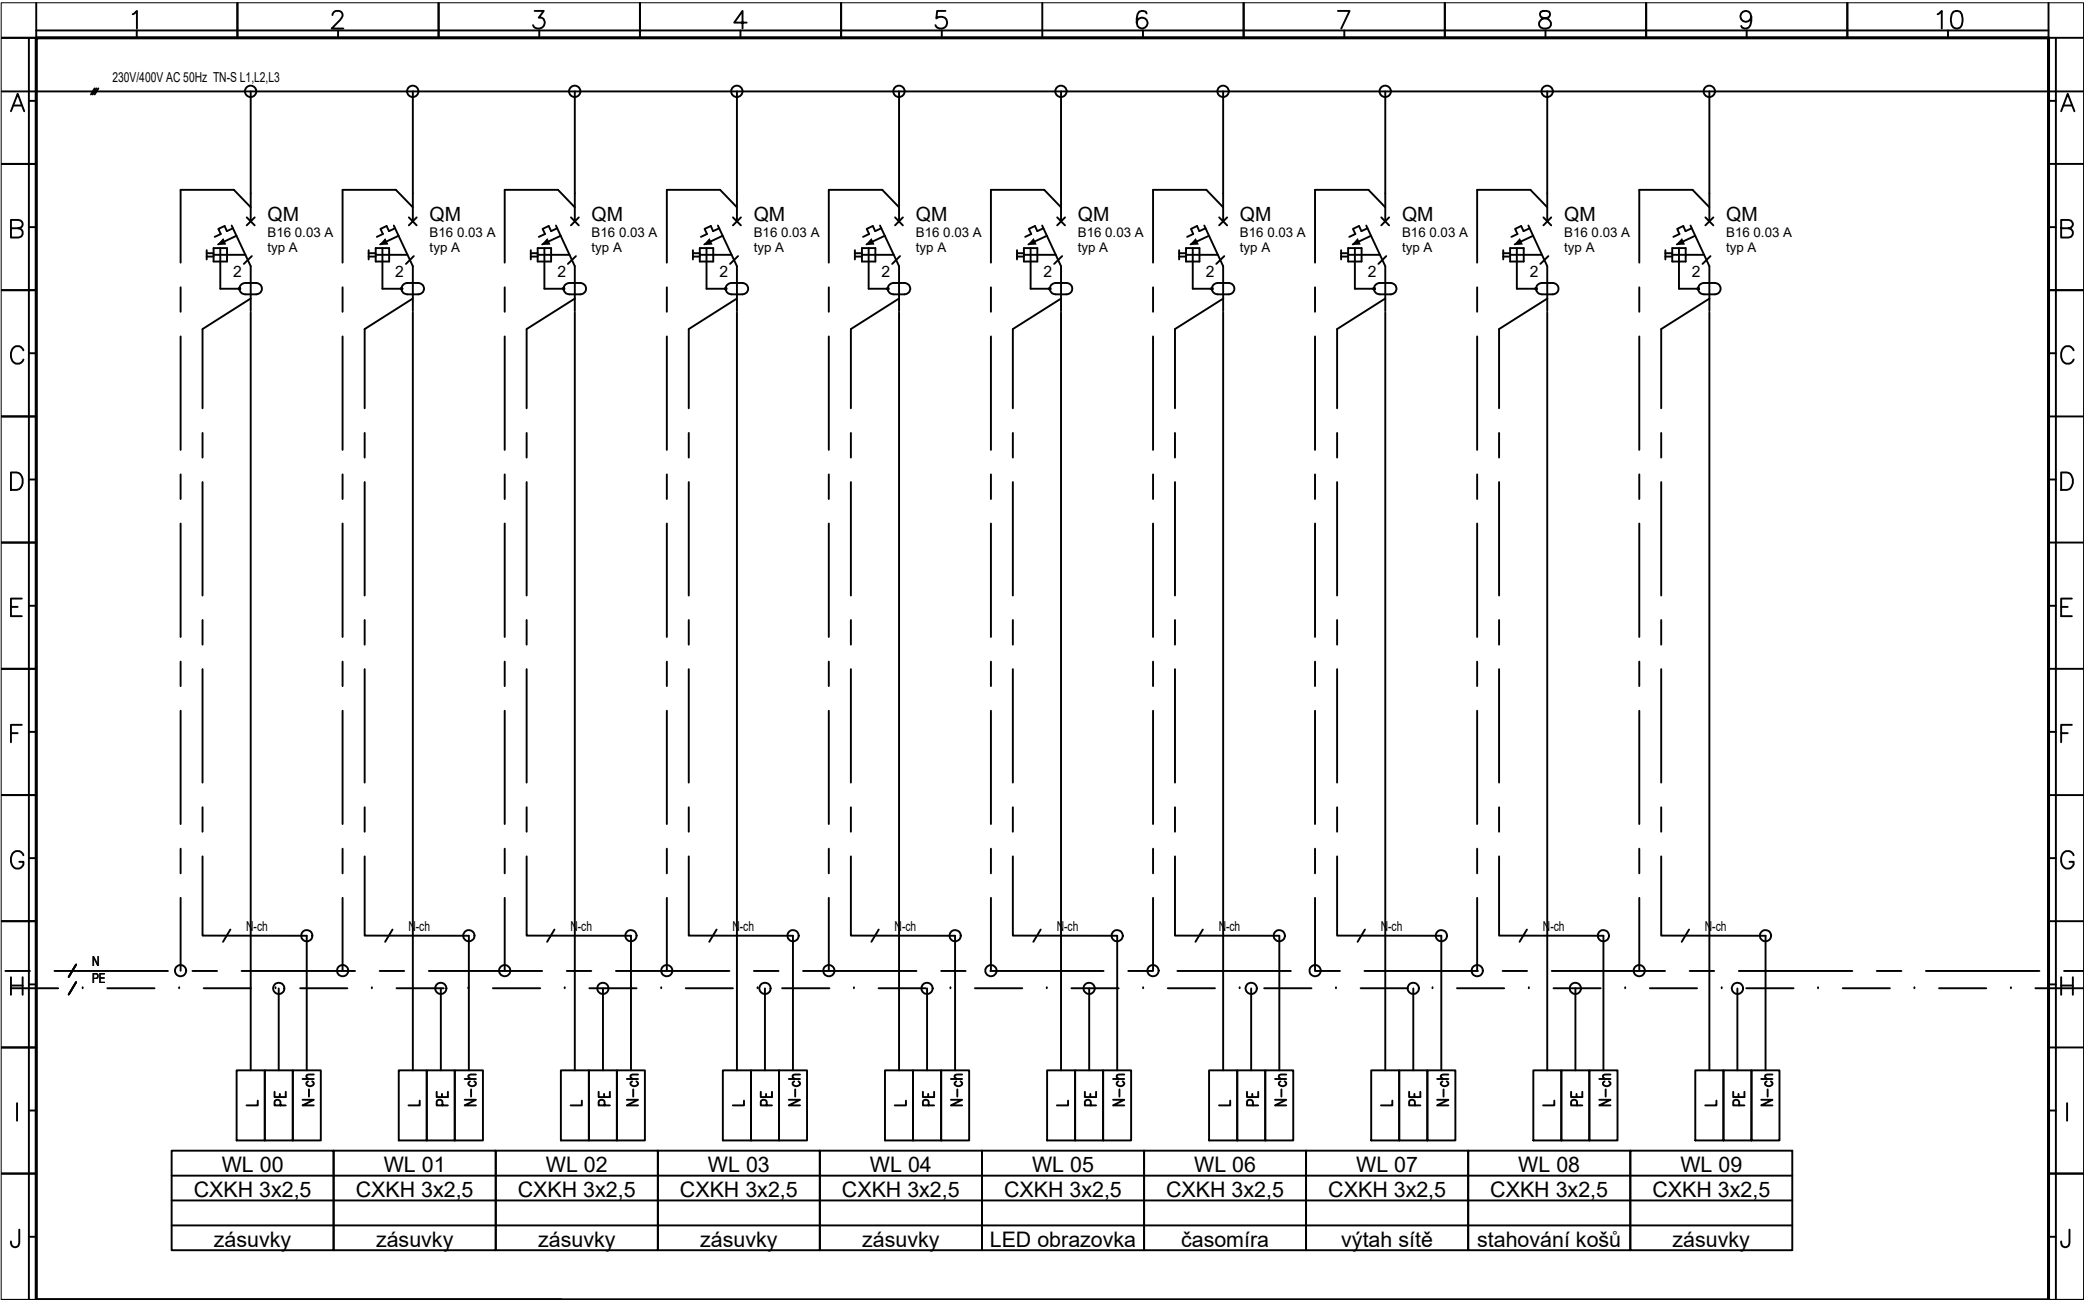 1 2 3 4 5 6 7 8 9 10
230V/400V AC 50Hz TN-S L1,L2,L3
A A
QM QM QM QM QM QM QM QM QM QM
B B16 0.03 A B16 0.03 A B16 0.03 A B16 0.03 A B16 0.03 A B16 0.03 A B16 0.03 A B16 0.03 A B16 0.03 A B16 0.03 A B
typ A typ A typ A typ A typ A typ A typ A typ A typ A typ A
2 2 2 2 2 2 2 2 2 2
C C
D D
E E
F F
G G
N-ch N-ch N-ch N-ch N-ch N-ch N-ch N-ch N-ch N-ch
N
PE
H H
L PE N-ch L PE N-ch L PE N-ch L PE N-ch L PE N-ch L PE N-ch L PE N-ch L PE N-ch L PE N-ch L PE N-ch
I I
WL 00 WL 01 WL 02 WL 03 WL 04 WL 05 WL 06 WL 07 WL 08 WL 09
CXKH 3x2,5 CXKH 3x2,5 CXKH 3x2,5 CXKH 3x2,5 CXKH 3x2,5 CXKH 3x2,5 CXKH 3x2,5 CXKH 3x2,5 CXKH 3x2,5 CXKH 3x2,5
J zásuvky zásuvky zásuvky zásuvky zásuvky LED obrazovka časomíra výtah sítě stahování košů zásuvky J